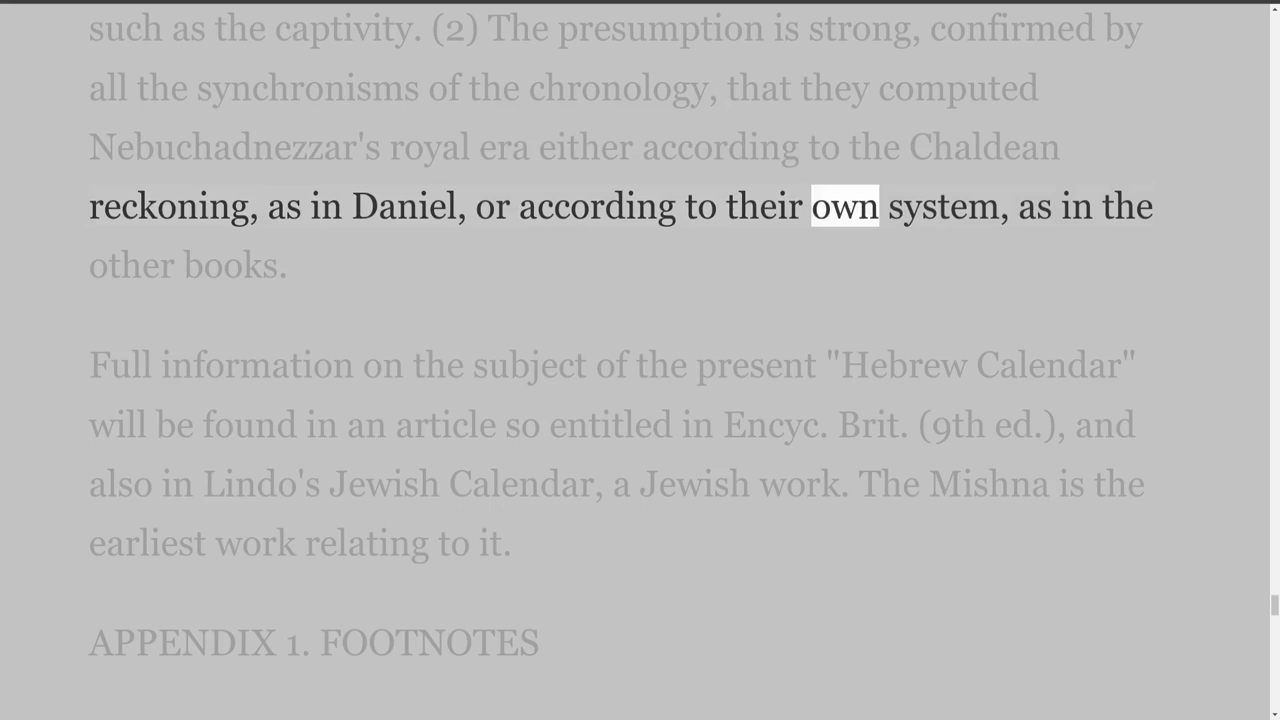 such as the captivity. (2) The presumption is strong, confirmed by
all the synchronisms of the chronology, that they computed
Nebuchadnezzar's royal era either according to the Chaldean
reckoning, as in Daniel, or according to their own system, as in the
other books.
Full information on the subject of the present "Hebrew Calendar"
will be found in an article so entitled in Encyc. Brit. (9th ed.), and
also in Lindo's Jewish Calendar, a Jewish work. The Mishna is the
earliest work relating to it.
APPENDIX 1. FOOTNOTES